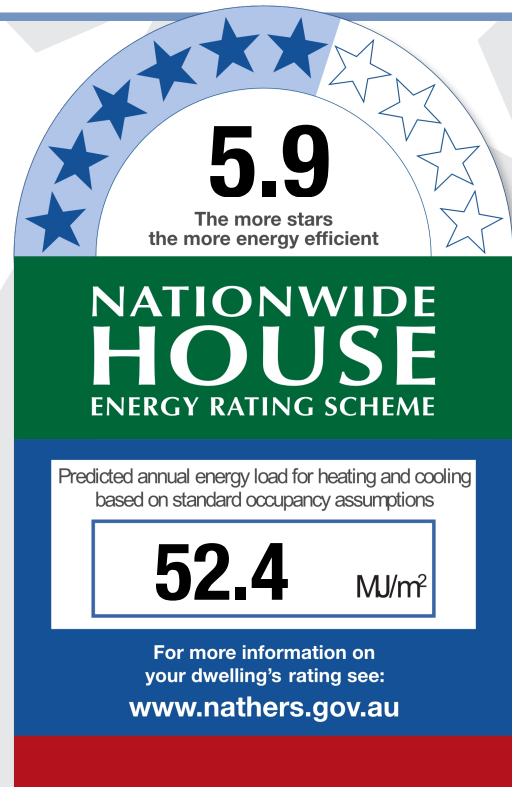 5.9
The more stars
the more energy efficient
NATIONWIDE
HOUSE
ENERGY RATING SCHEME
Predicted annual energy load for heating and cooling
based on standard occupancy assumptions
52.4 MJ/m²
For more information on
your dwelling's rating see:
www.nathers.gov.au